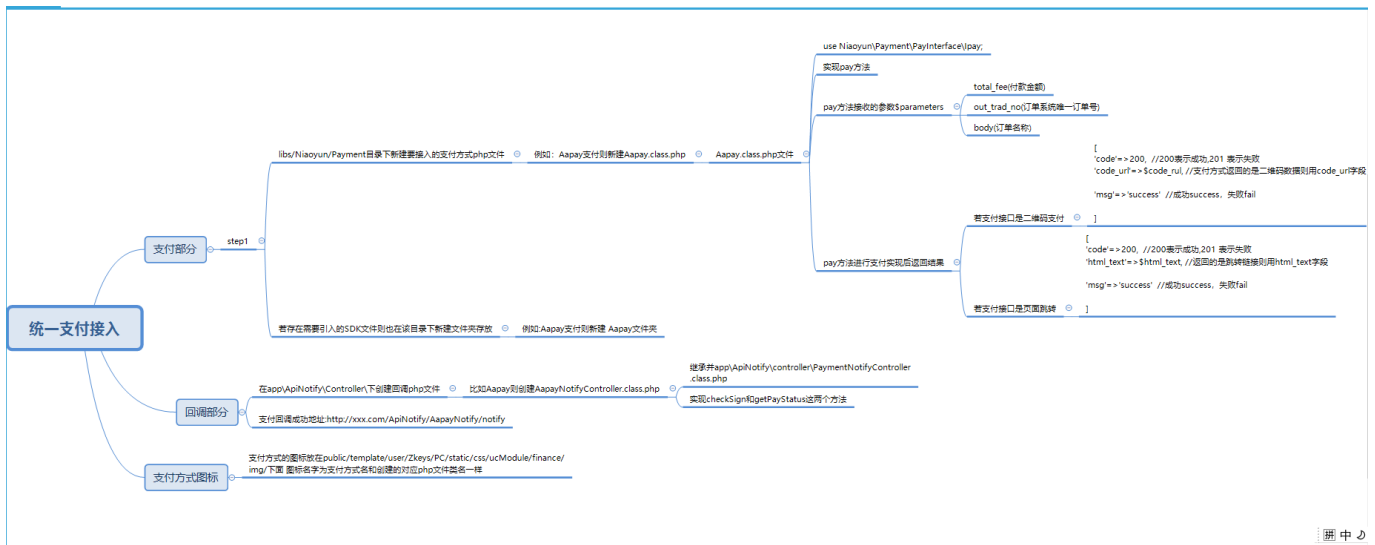 统一支付接入
支付部分
step1
libs/Niaoyun/Payment目录下新建要接入的支付方式php文件
例如：Aapay支付则新建Aapay.class.php
Aapay.class.php文件
use Niaoyun\Payment\PayInterface\Ipay;
实现pay方法
pay方法接收的参数$parameters
total_fee(付款金额)
out_trad_no(订单系统唯一订单号)
body(订单名称)
pay方法进行支付实现后返回结果
若支付接口是二维码支付
[
'code'=>200,  //200表示成功,201 表示失败
'code_url'=>$code_rul, //支付方式返回的是二维码数据则用code_url字段
'msg'=>'success'  //成功success，失败fail
]
若支付接口是页面跳转
[
'code'=>200,  //200表示成功,201 表示失败
'html_text'=>$html_text, //返回的是跳转链接则用html_text字段
'msg'=>'success'  //成功success，失败fail
]
若存在需要引入的SDK文件则也在该目录下新建文件夹存放
例如:Aapay支付则新建 Aapay文件夹
回调部分
在app\ApiNotify\Controller\下创建回调php文件
比如Aapay则创建AapayNotifyController.class.php
继承并app\ApiNotify\controller\PaymentNotifyController
.class.php
实现checkSign和getPayStatus这两个方法
支付回调成功地址:http://xxx.com/ApiNotify/AapayNotify/notify
支付方式图标
支付方式的图标放在public/template/user/Zkeys/PC/static/css/ucModule/finance/
img/下面 图标名字为支付方式名和创建的对应php文件类名一样
拼 中